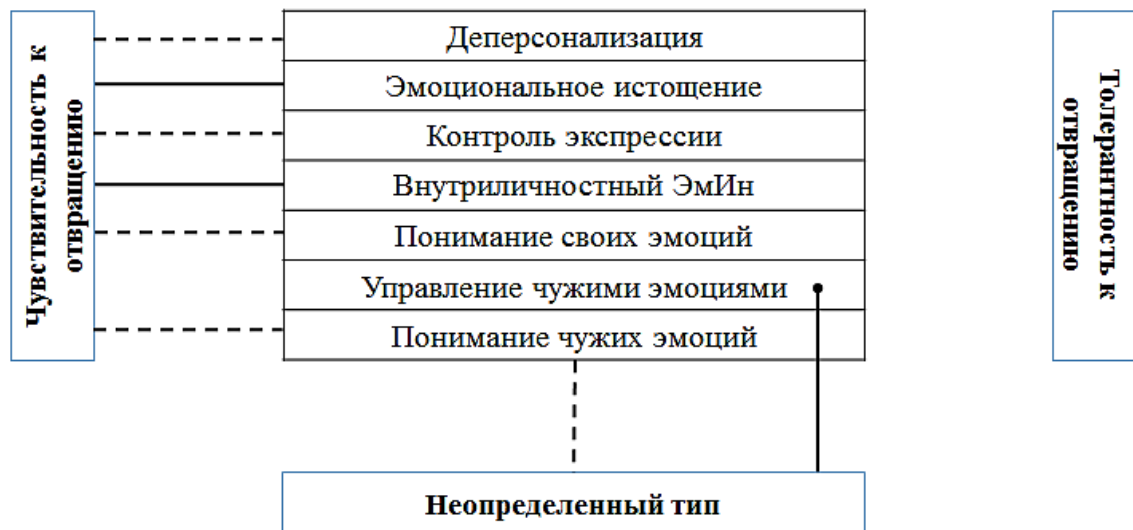 Чувствительность к
отвращению
Деперсонализация
Эмоциональное истощение
Контроль экспрессии
Внутриличностный ЭмИн
Понимание своих эмоций
Управление чужими эмоциями
Понимание чужих эмоций
Толерантность к
отвращению
Неопределенный тип